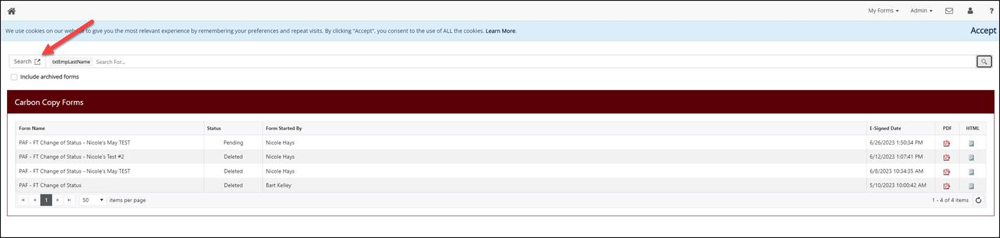 My Forms Admin ?
We use cookies on our website to give you the most relevant experience by remembering your preferences and repeat visits. By clicking "Accept", you consent to the use of ALL the cookies. Learn More. Accept
Search txtEmpLastName Search For...
Include archived forms
Carbon Copy Forms
Form Name Status Form Started By E-Signed Date PDF HTML
PAF - FT Change of Status - Nicole's May TEST Pending Nicole Hays 6/26/2023 1:50:34 PM
PAF - FT Change of Status - Nicole's Test #2 Deleted Nicole Hays 6/12/2023 1:07:41 PM
PAF - FT Change of Status - Nicole's May TEST Deleted Nicole Hays 6/8/2023 10:34:35 AM
PAF - FT Change of Status Deleted Bart Kelley 5/10/2023 10:00:42 AM
1 50 items per page 1 - 4 of 4 items